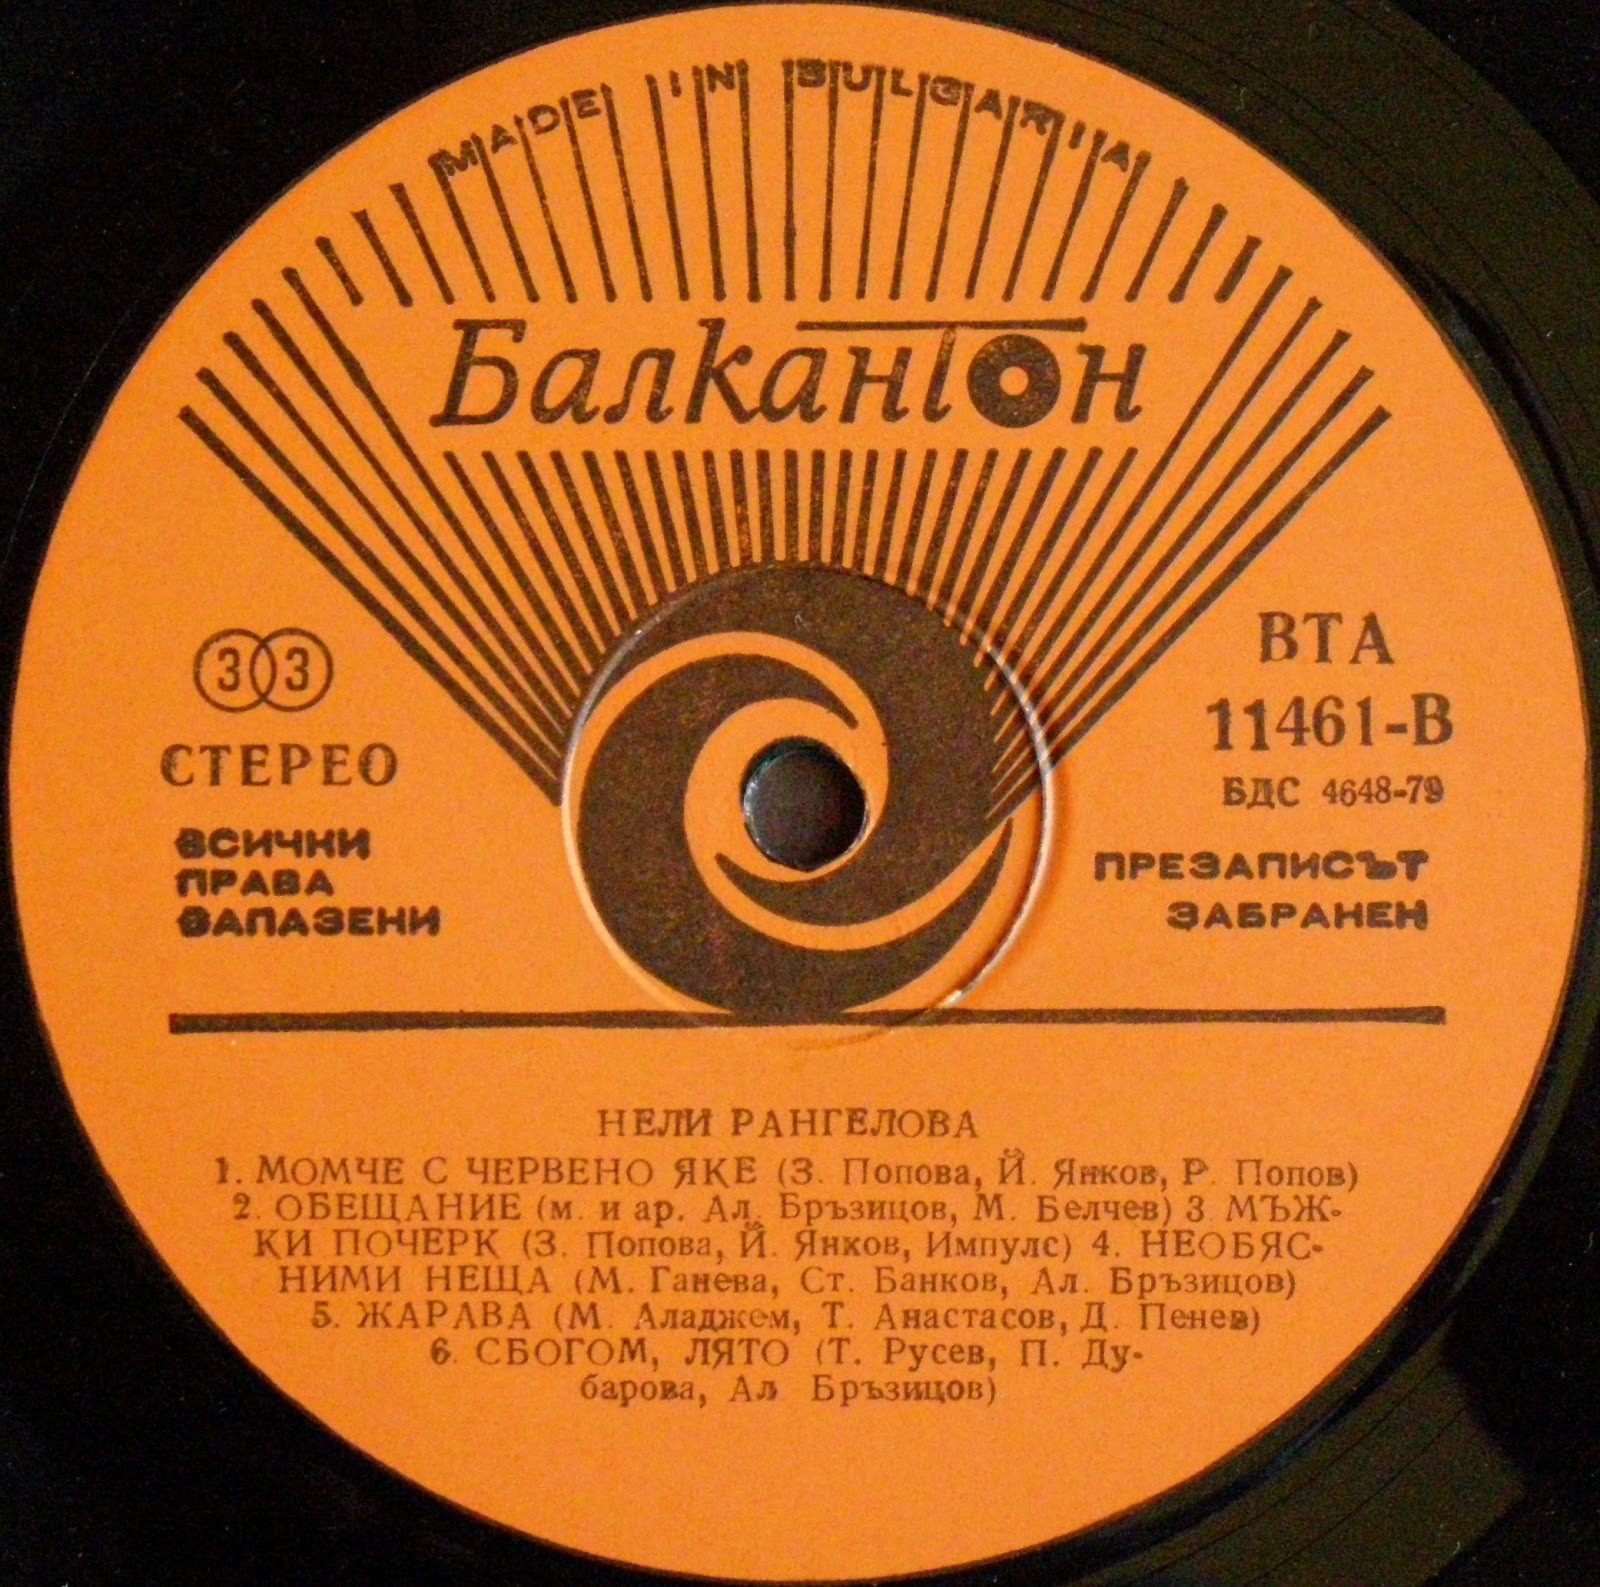 MADE IN BULGARIA
Балкантон
33
СТЕРЕО
ВСИЧКИ
ПРАВА
ЗАПАЗЕНИ
ВТА
11461-В
БДС 4648-79
ПРЕЗАПИСЪТ
ЗАБРАНЕН
НЕЛИ РАНГЕЛОВА
1. МОМЧЕ С ЧЕРВЕНО ЯКЕ (З. Попова, Й. Янков, Р. Попов)
2. ОБЕЩАНИЕ (м. и ар. Ал. Бръзицов, М. Белчев) 3. МЪЖ-
КИ ПОЧЕРК (З. Попова, Й. Янков, Импулс) 4. НЕОБЯС-
НИМИ НЕЩА (М. Ганева, Ст. Банков, Ал. Бръзицов)
5. ЖАРАВА (М. Аладжем, Т. Анастасов, Д. Пенев)
6. СБОГОМ, ЛЯТО (Т. Русев, П. Ду-
барова, Ал. Бръзицов)